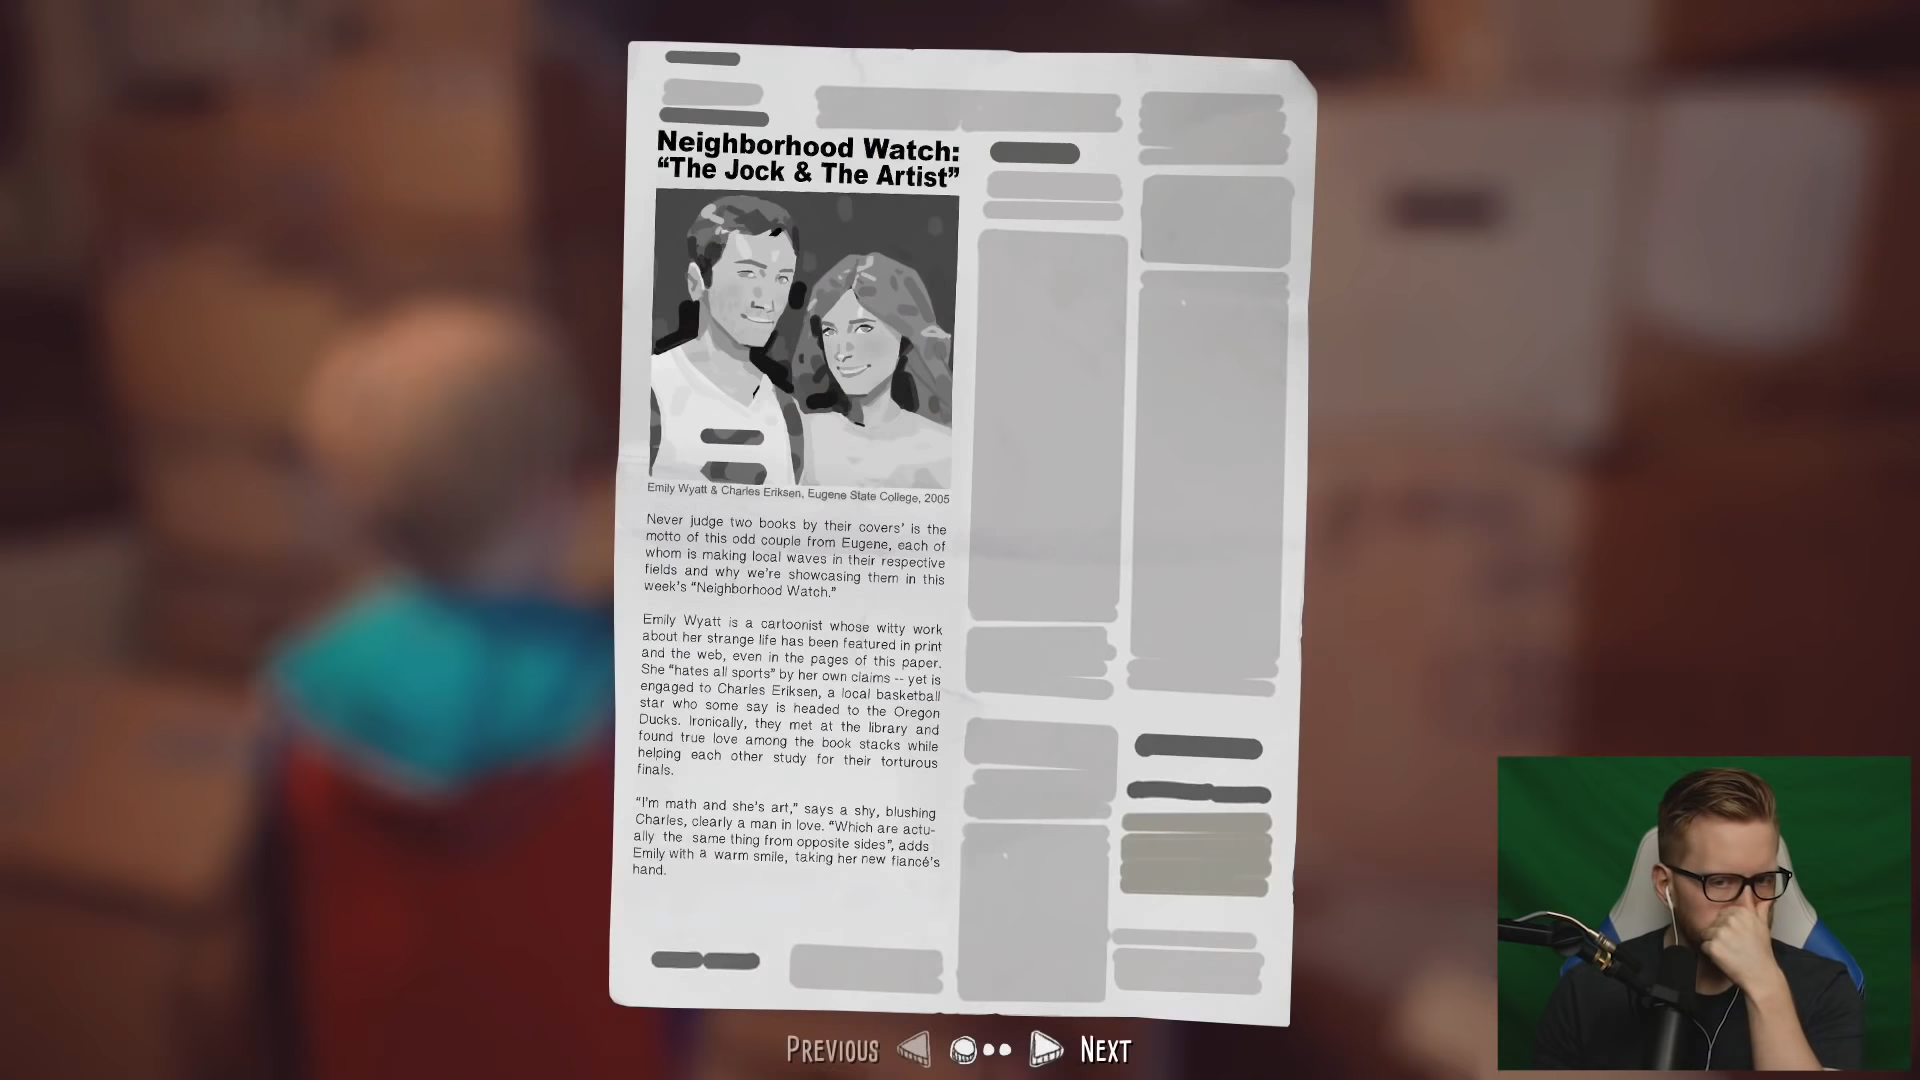 Neighborhood Watch:
“The Jock & The Artist”
Emily Wyatt & Charles Eriksen, Eugene State College, 2005
Never judge two books by their covers’ is the
motto of this odd couple from Eugene, each of
whom is making local waves in their respective
fields and why we’re showcasing them in this
week’s “Neighborhood Watch.”
Emily Wyatt is a cartoonist whose witty work
about her strange life has been featured in print
and the web, even in the pages of this paper.
She “hates all sports” by her own claims -- yet is
engaged to Charles Eriksen, a local basketball
star who some say is headed to the Oregon
Ducks. Ironically, they met at the library and
found true love among the book stacks while
helping each other study for their torturous
finals.
“I’m math and she’s art,” says a shy, blushing
Charles, clearly a man in love. “Which are actu-
ally the same thing from opposite sides”, adds
Emily with a warm smile, taking her new fiancé’s
hand.
PREVIOUS
NEXT